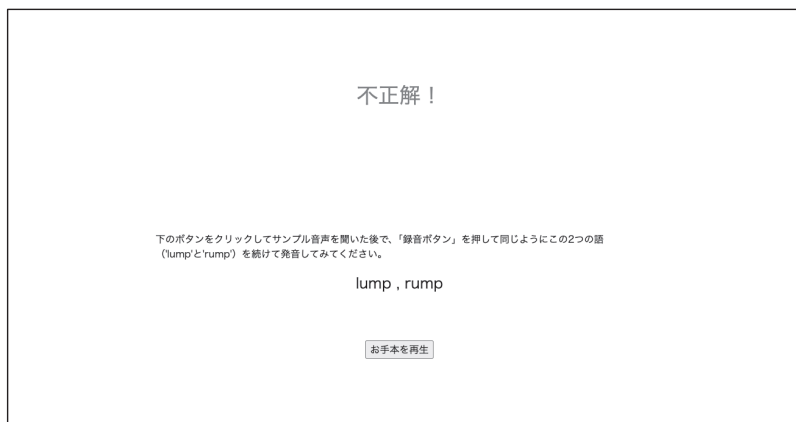 不正解！
下のボタンをクリックしてサンプル音声を聞いた後で、「録音ボタン」を押して同じようにこの2つの語
（'lump'と'rump'）を続けて発音してみてください。
lump , rump
お手本を再生